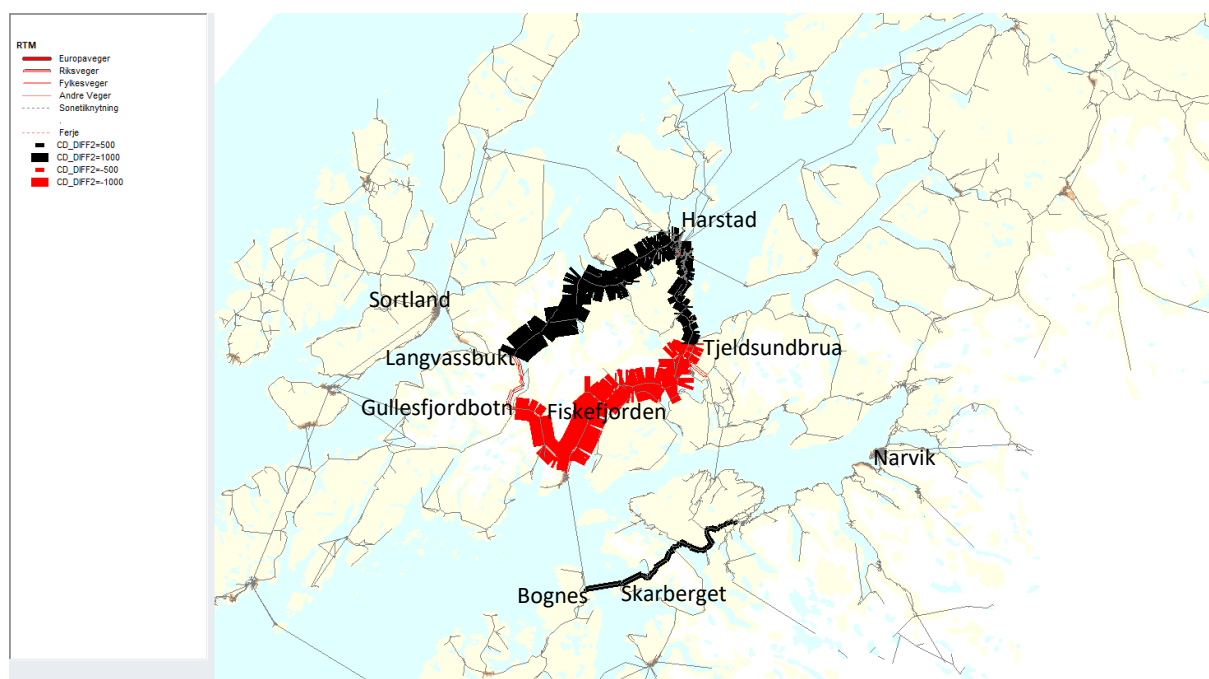 RTM
Europaveger
Riksveger
Fylkesveger
Andre Veger
Sonetilknytning
.
Ferje
CD_DIFF2=500
CD_DIFF2=1000
CD_DIFF2=-500
CD_DIFF2=-1000
Harstad
Sortland
Langvassbukt
Tjeldsundbrua
Gullesfjordbotn
Fiskefjorden
Narvik
Bognes
Skarberget